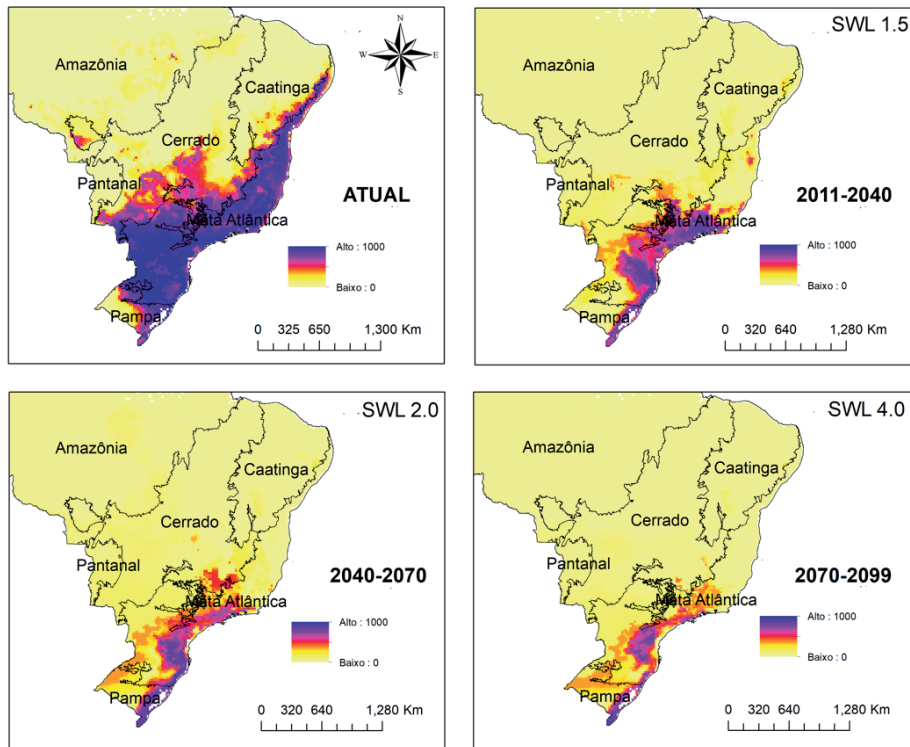 N
W E
S
Amazônia
Caatinga
Cerrado
Pantanal
ATUAL
Mata Atlântica
Alto : 1000
Baixo : 0
Pampa
0 325 650 1,300 Km
SWL 1.5
Amazônia
Caatinga
Cerrado
Pantanal
2011-2040
Mata Atlântica
Alto : 1000
Baixo : 0
Pampa
0 320 640 1,280 Km
SWL 2.0
Amazônia
Caatinga
Cerrado
Pantanal
2040-2070
Mata Atlântica
Alto : 1000
Baixo : 0
Pampa
0 320 640 1,280 Km
SWL 4.0
Amazônia
Caatinga
Cerrado
Pantanal
2070-2099
Mata Atlântica
Alto : 1000
Baixo : 0
Pampa
0 320 640 1,280 Km